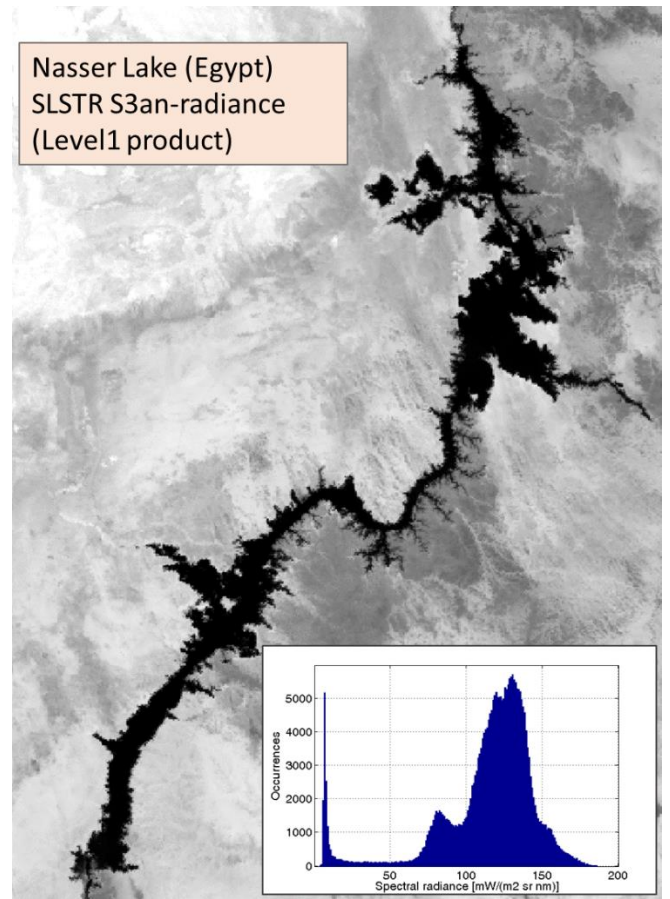 Nasser Lake (Egypt)
SLSTR S3an-radiance
(Level1 product)
5000
4000
3000
2000
1000
0
Occurrences
50
100
150
200
Spectral radiance [mW/(m2 sr nm)]